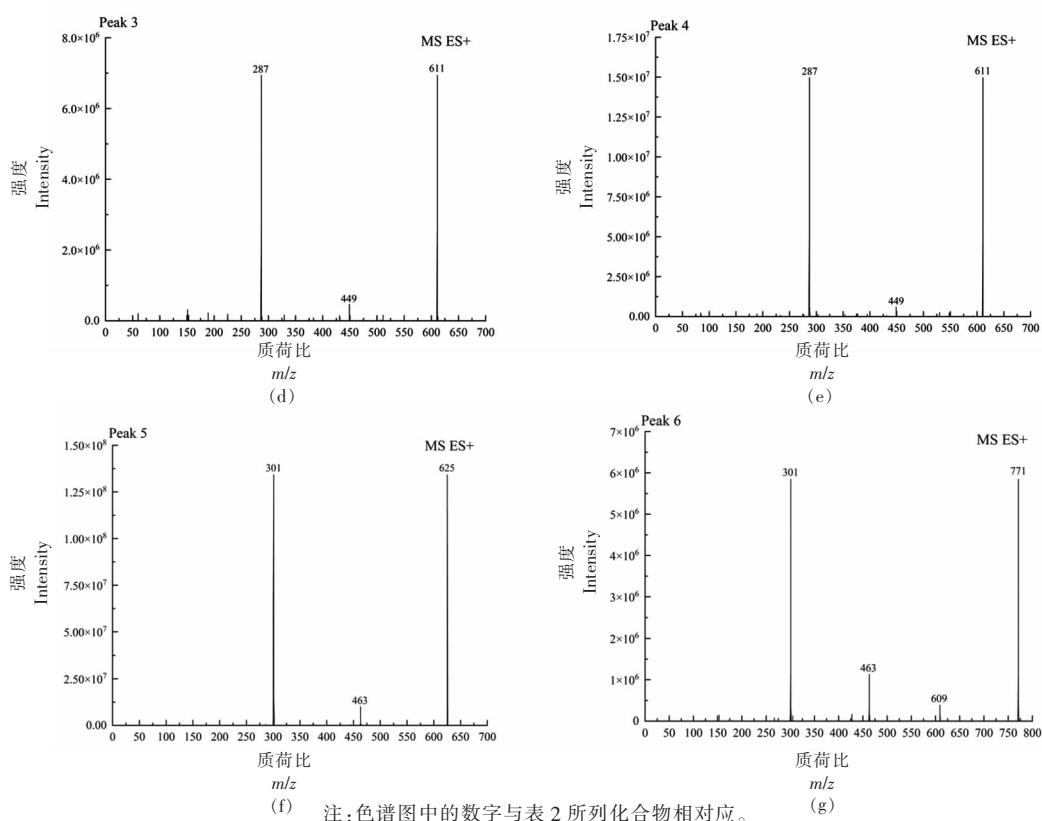 Peak 3
MS ES+
8.0×10⁶
6.0×10⁶
4.0×10⁶
2.0×10⁶
0.0
287
449
611
强度
Intensity
0 50 100 150 200 250 300 350 400 450 500 550 600 650 700
质荷比
m/z
(d)
Peak 4
MS ES+
1.75×10⁷
1.50×10⁷
1.25×10⁷
1.00×10⁷
7.50×10⁶
5.00×10⁶
2.50×10⁶
0.00
287
449
611
强度
Intensity
0 50 100 150 200 250 300 350 400 450 500 550 600 650 700
质荷比
m/z
(e)
Peak 5
MS ES+
1.50×10⁸
1.25×10⁸
1.00×10⁸
7.50×10⁷
5.00×10⁷
2.50×10⁷
0.00
301
463
625
强度
Intensity
0 50 100 150 200 250 300 350 400 450 500 550 600 650 700
质荷比
m/z
(f)
Peak 6
MS ES+
7×10⁶
6×10⁶
5×10⁶
4×10⁶
3×10⁶
2×10⁶
1×10⁶
0
301
463
609
771
强度
Intensity
0 50 100 150 200 250 300 350 400 450 500 550 600 650 700 750 800
质荷比
m/z
(g)
注:色谱图中的数字与表 2 所列化合物相对应。